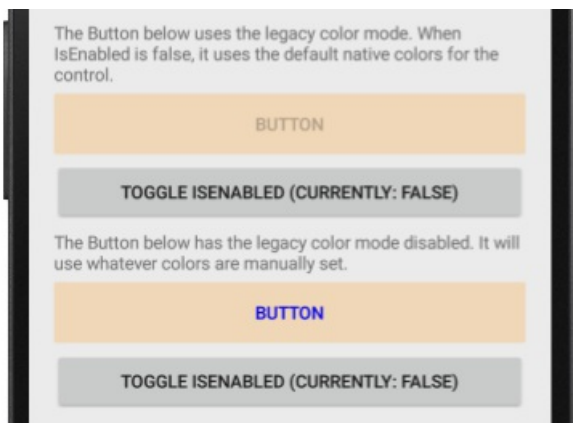 The Button below uses the legacy color mode. When
IsEnabled is false, it uses the default native colors for the
control.
BUTTON
TOGGLE ISENABLED (CURRENTLY: FALSE)
The Button below has the legacy color mode disabled. It will
use whatever colors are manually set.
BUTTON
TOGGLE ISENABLED (CURRENTLY: FALSE)